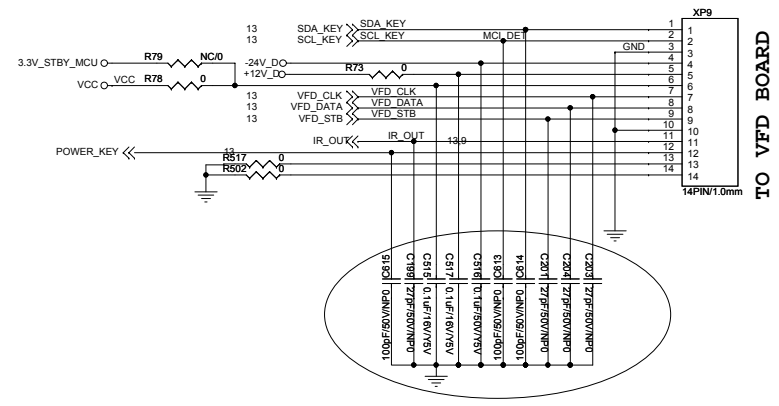 XP9
13 SDA_KEY SDA_KEY 1 1
13 SCL_KEY SCL_KEY MCI_DET 2 2
GND 3 3
3.3V_STBY_MCU R79 NC/0 -24V_D 4 4
+12V_D R73 0 5 5
VCC VCC R78 0 6 6
13 VFD_CLK VFD_CLK 7 7
13 VFD_DATA VFD_DATA 8 8
13 VFD_STB VFD_STB 9 9
10 10
IR_OUT IR_OUT 13,9 11 11
POWER_KEY 13 12 12
R517 0 13 13
R502 0 14 14
14PIN/1.0mm
TO VFD BOARD
C615 100pF/50V/NP0
C199 27pF/50V/NP0
C515 0.1uF/16V/Y5V
C517 0.1uF/16V/Y5V
C516 0.1uF/50V/Y5V
C613 100pF/50V/NP0
C614 100pF/50V/NP0
C201 27pF/50V/NP0
C204 27pF/50V/NP0
C203 27pF/50V/NP0